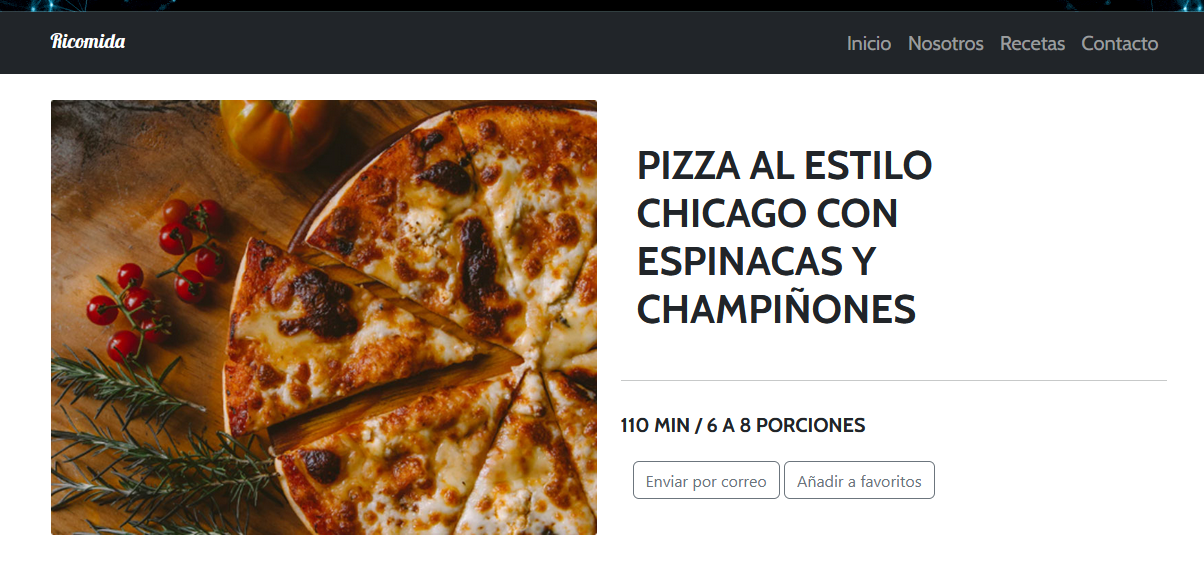 Ricomida
Inicio Nosotros Recetas Contacto
PIZZA AL ESTILO
CHICAGO CON
ESPINACAS Y
CHAMPIÑONES
110 MIN / 6 A 8 PORCIONES
Enviar por correo
Añadir a favoritos